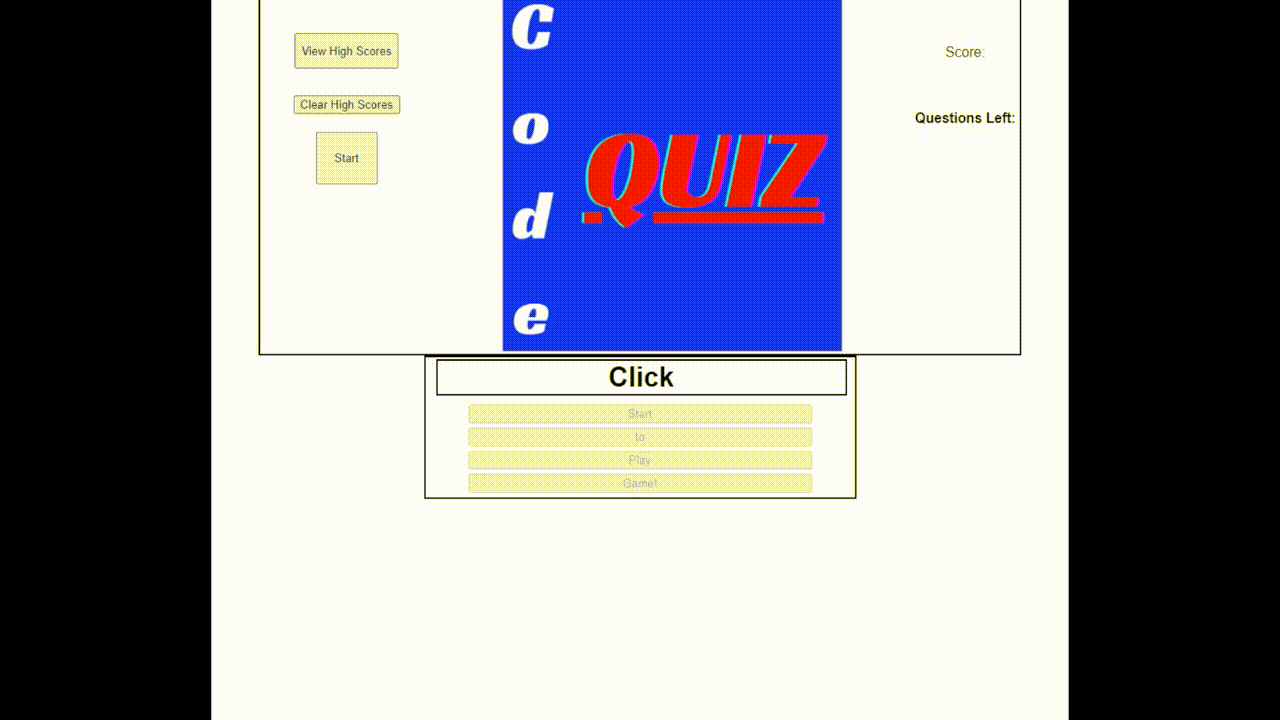 View High Scores
Clear High Scores
Start
C
o
d
e
QUIZ
Score:
Questions Left:
Click
Start
to
Play
Game!